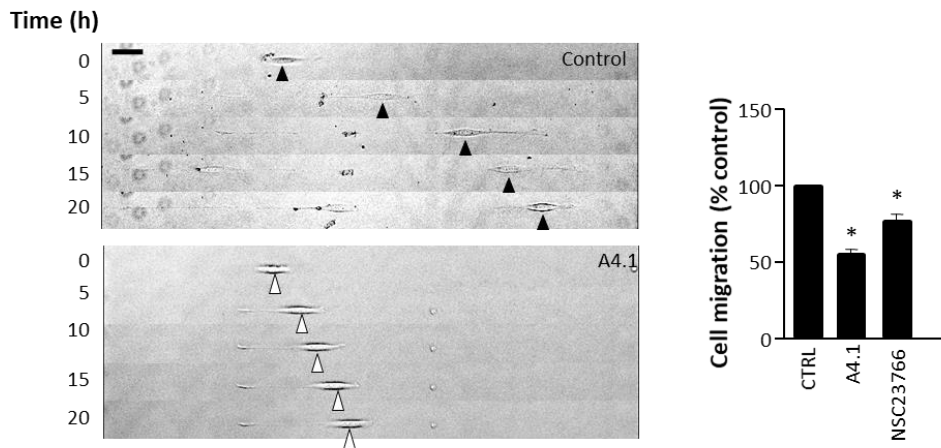 Time (h)
0
5
10
15
20
Control
0
5
10
15
20
A4.1
Cell migration (% control)
150
100
50
0
*
*
CTRL
A4.1
NSC23766